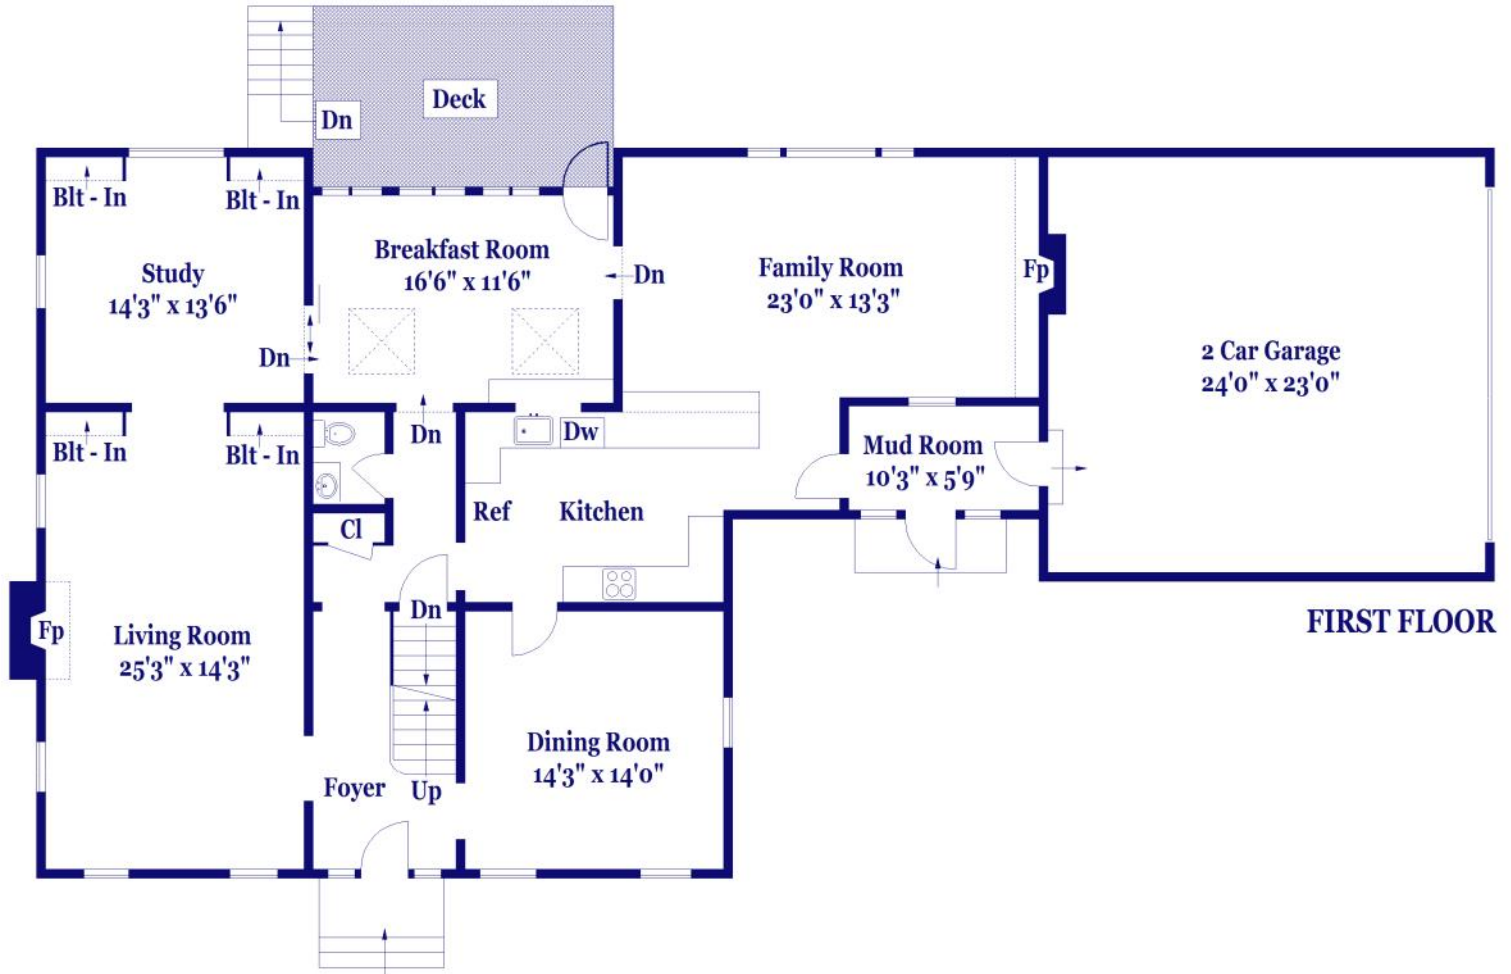 Deck
Dn
Blt - In
Blt - In
Study
14'3" x 13'6"
Dn
Breakfast Room
16'6" x 11'6"
Dn
Family Room
23'0" x 13'3"
Fp
2 Car Garage
24'0" x 23'0"
Blt - In
Blt - In
Dn
Dw
Mud Room
10'3" x 5'9"
Ref
Kitchen
Cl
Dn
Fp
Living Room
25'3" x 14'3"
FIRST FLOOR
Dining Room
14'3" x 14'0"
Foyer
Up